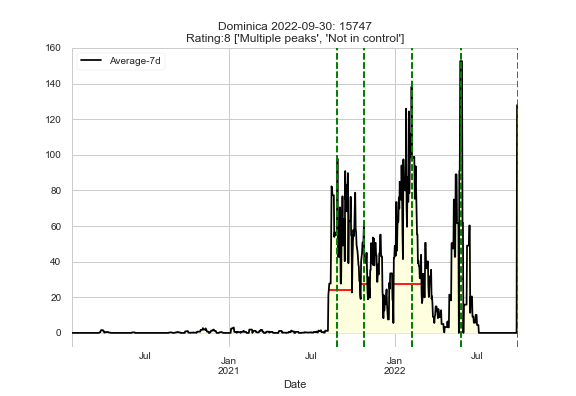 Dominica 2022-09-30: 15747
Rating:8 ['Multiple peaks', 'Not in control']
160
Average-7d
140
120
100
80
60
40
20
0
Jul
Jan
2021
Jul
Jan
2022
Jul
Date